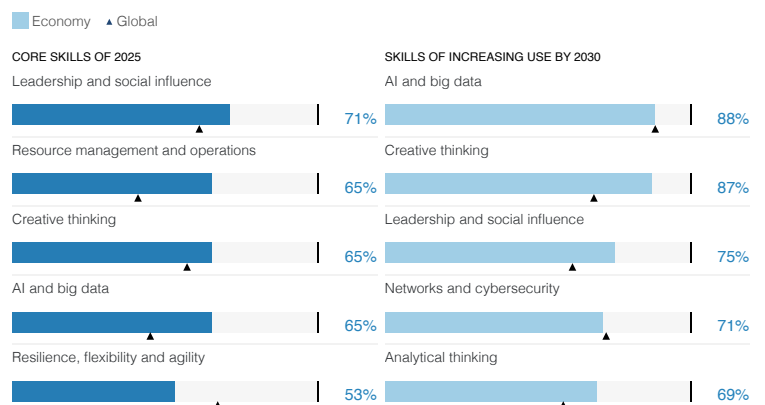 Economy ▲ Global
CORE SKILLS OF 2025
Leadership and social influence
71%
Resource management and operations
65%
Creative thinking
65%
AI and big data
65%
Resilience, flexibility and agility
53%
SKILLS OF INCREASING USE BY 2030
AI and big data
88%
Creative thinking
87%
Leadership and social influence
75%
Networks and cybersecurity
71%
Analytical thinking
69%